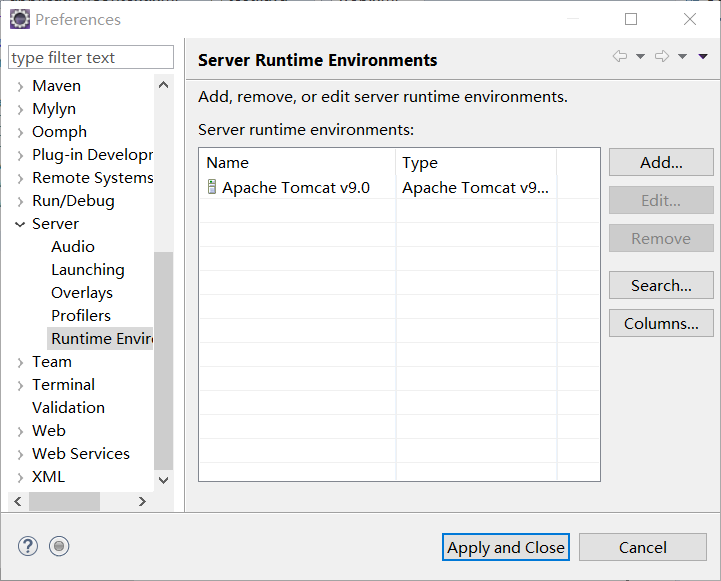 Preferences
type filter text
Maven
Mylyn
Oomph
Plug-in Developr
Remote Systems
Run/Debug
Server
Audio
Launching
Overlays
Profilers
Runtime Envir
Team
Terminal
Validation
Web
Web Services
XML
Server Runtime Environments
Add, remove, or edit server runtime environments.
Server runtime environments:
Name Type
Apache Tomcat v9.0 Apache Tomcat v9...
Add...
Edit...
Remove
Search...
Columns...
?
Apply and Close
Cancel